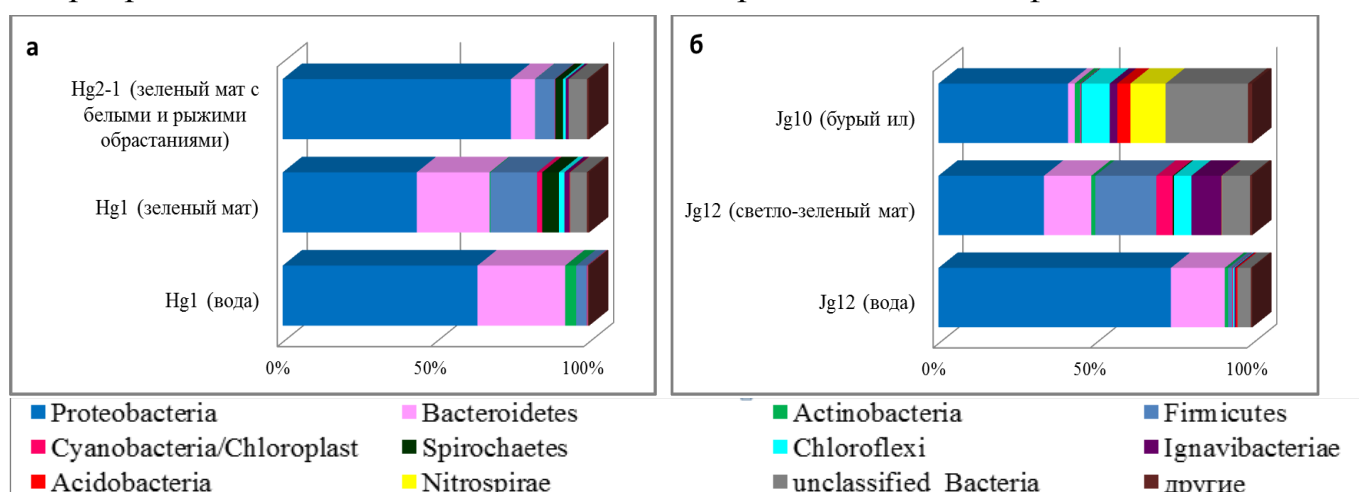 а
Hg2-1 (зеленый мат с
белыми и рыжими
обрастаниями)
Hg1 (зеленый мат)
Hg1 (вода)
0% 50% 100%
б
Jg10 (бурый ил)
Jg12 (светло-зеленый мат)
Jg12 (вода)
0% 50% 100%
Proteobacteria Bacteroidetes Actinobacteria Firmicutes
Cyanobacteria/Chloroplast Spirochaetes Chloroflexi Ignavibacteriae
Acidobacteria Nitrospirae unclassified_Bacteria другие